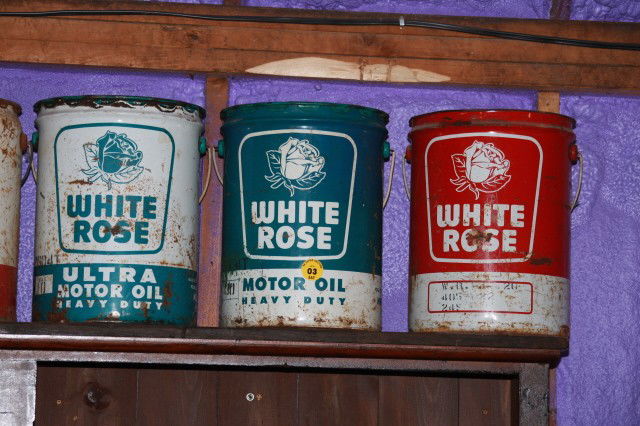 WHITE
ROSE
ULTRA
MOTOR OIL
HEAVY DUTY
WHITE
ROSE
MOTOR OIL
HEAVY DUTY
03
WHITE
ROSE